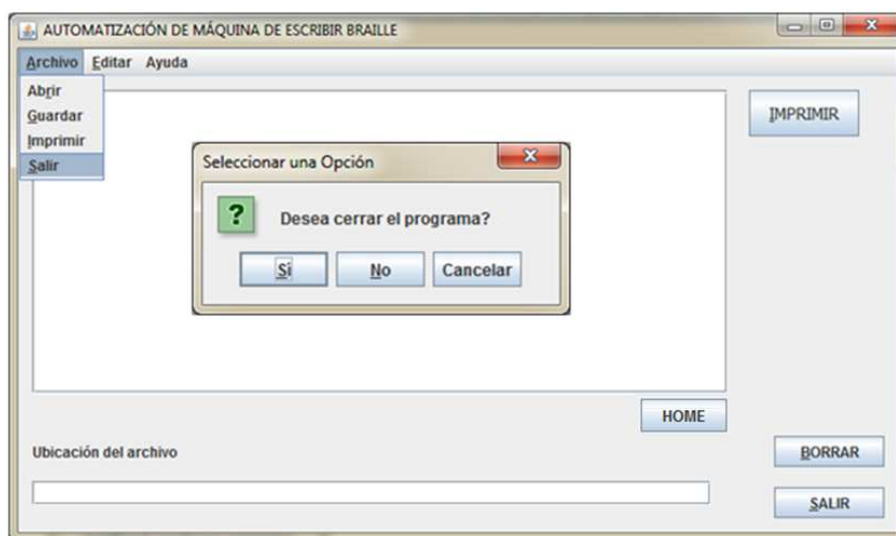 AUTOMATIZACIÓN DE MÁQUINA DE ESCRIBIR BRAILLE
Archivo Editar Ayuda
Abrir
Guardar
Imprimir
Salir
IMPRIMIR
Seleccionar una Opción
Desea cerrar el programa?
Si No Cancelar
HOME
Ubicación del archivo
BORRAR
SALIR